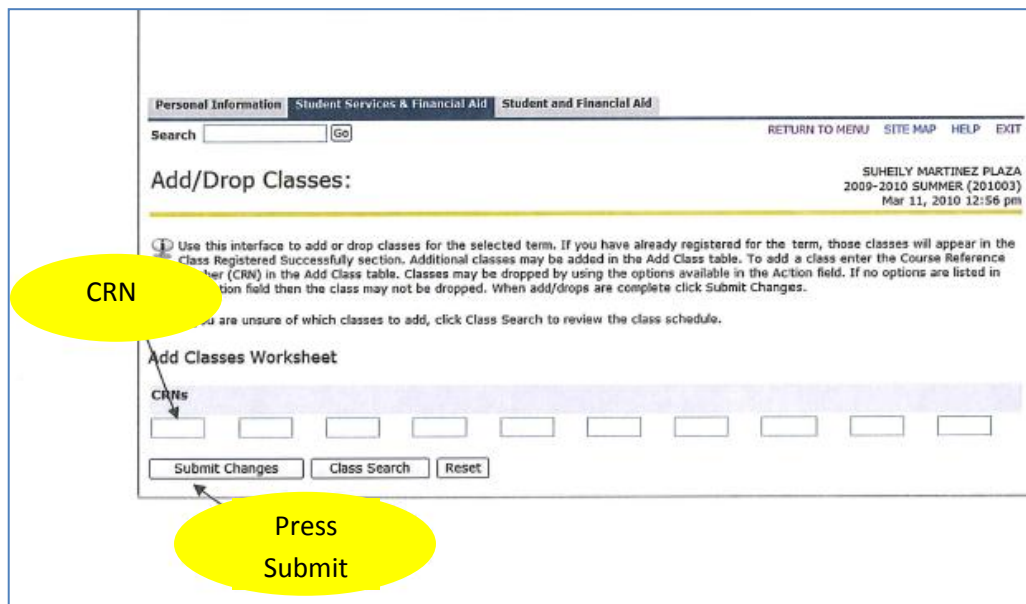 Personal Information Student Services & Financial Aid Student and Financial Aid
Search Go RETURN TO MENU SITE MAP HELP EXIT
Add/Drop Classes:
SUHEILY MARTINEZ PLAZA
2009-2010 SUMMER (201003)
Mar 11, 2010 12:56 pm
Use this interface to add or drop classes for the selected term. If you have already registered for the term, those classes will appear in the
Class Registered Successfully section. Additional classes may be added in the Add Class table. To add a class enter the Course Reference
ber (CRN) in the Add Class table. Classes may be dropped by using the options available in the Action field. If no options are listed in
tion field then the class may not be dropped. When add/drops are complete click Submit Changes.
CRN
ou are unsure of which classes to add, click Class Search to review the class schedule.
Add Classes Worksheet
CRNs
Submit Changes Class Search Reset
Press
Submit